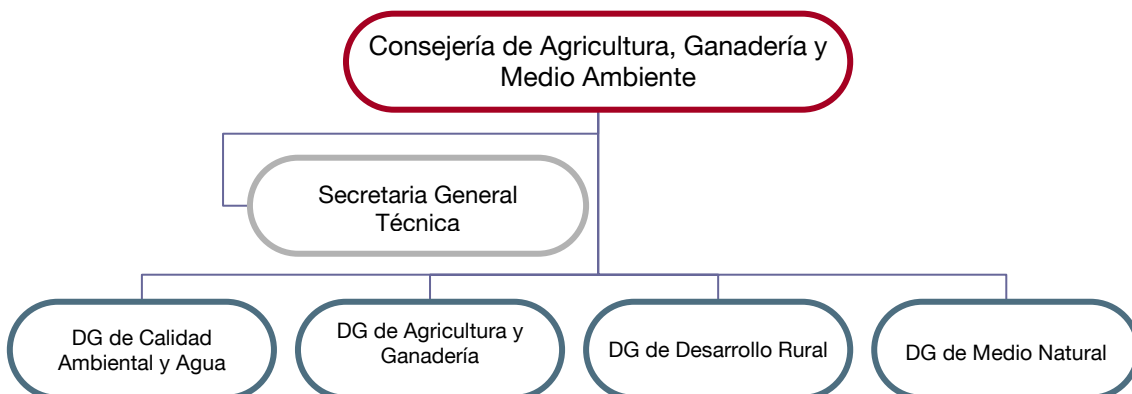 Consejería de Agricultura, Ganadería y
Medio Ambiente
Secretaria General
Técnica
DG de Calidad
Ambiental y Agua
DG de Agricultura y
Ganadería
DG de Desarrollo Rural
DG de Medio Natural